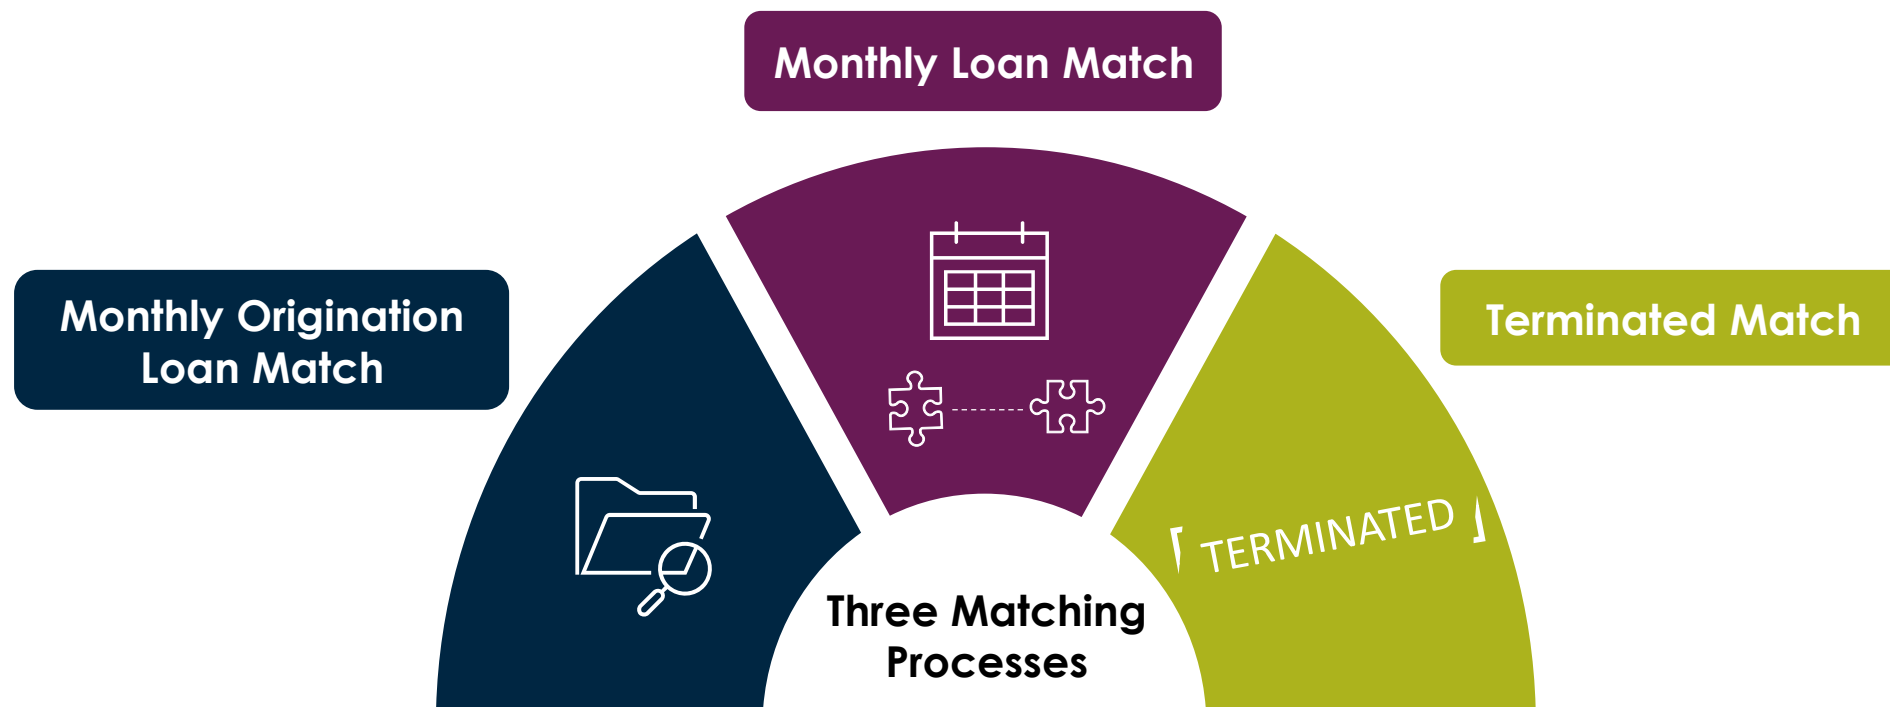 Monthly Loan Match
Monthly Origination
Loan Match
Terminated Match
TERMINATED
Three Matching
Processes